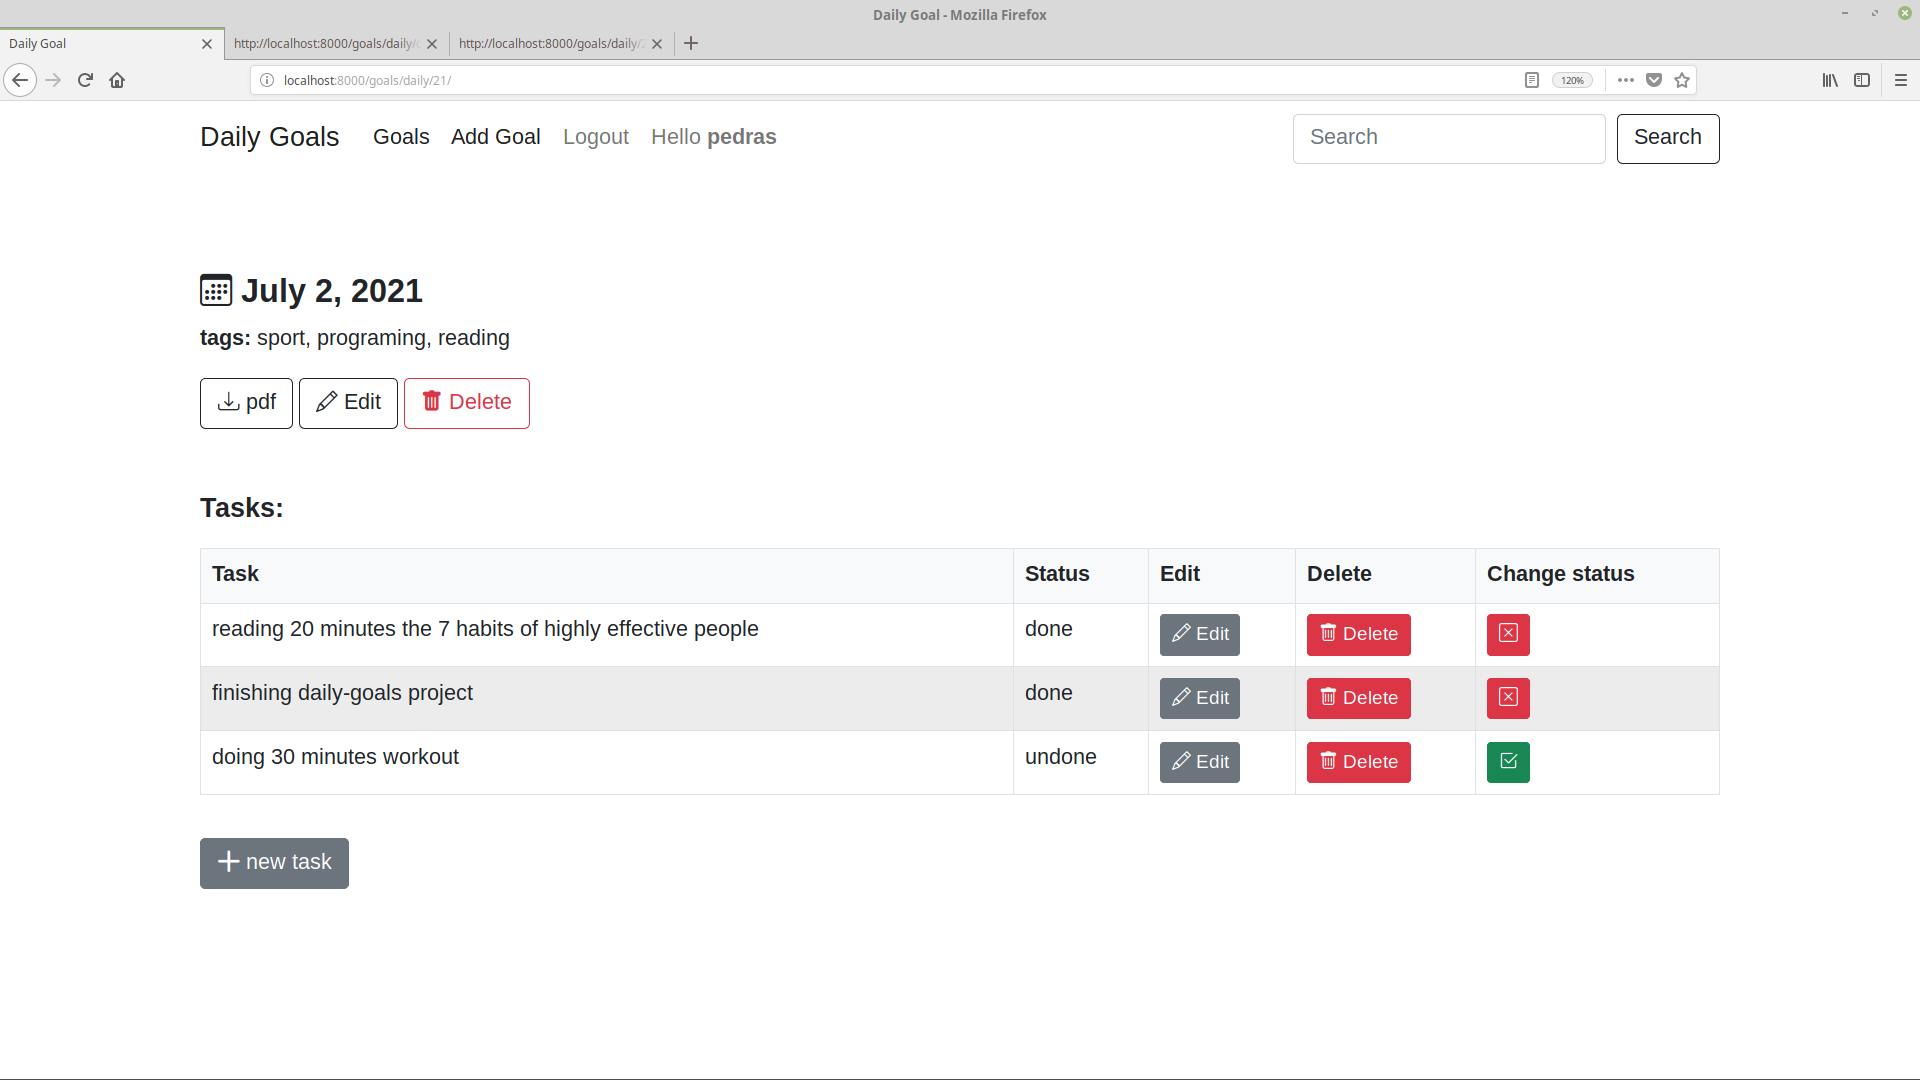 Daily Goal - Mozilla Firefox
Daily Goal http://localhost:8000/goals/daily/ http://localhost:8000/goals/daily/
localhost:8000/goals/daily/21/ 120%
Daily Goals Goals Add Goal Logout Hello pedras Search Search
July 2, 2021
tags: sport, programing, reading
pdf Edit Delete
Tasks:
Task Status Edit Delete Change status
reading 20 minutes the 7 habits of highly effective people done Edit Delete
finishing daily-goals project done Edit Delete
doing 30 minutes workout undone Edit Delete
new task